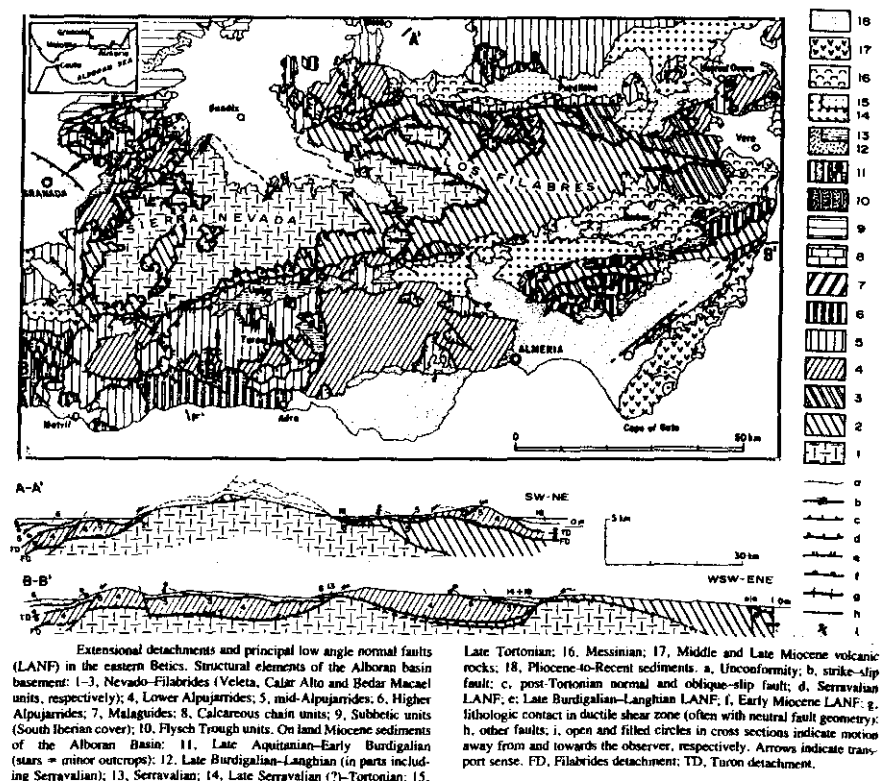 Granada
Malaga
Almeria
Ceuta
ALBORAN SEA
A'
Baza
Guadix
Purchena
Vera
GRANADA
SIERRA NEVADA
LOS FILABRES
B'
B
Turon
ALMERIA
Motril
Adra
Cape of Gata
0 50 km
18
17
16
15
14
13
12
11
10
9
8
7
6
5
4
3
2
1
a
b
c
d
e
f
g
h
i
A-A'
SW-NE
5 km
30 km
TD
FD
B-B'
WSW-ENE
Extensional detachments and principal low angle normal faults
(LANF) in the eastern Betics. Structural elements of the Alboran basin
basement: 1–3, Nevado–Filabrides (Veleta, Calar Alto and Bedar Macael
units, respectively); 4, Lower Alpujarrides; 5, mid-Alpujarrides; 6, Higher
Alpujarrides; 7, Malaguides; 8, Calcareous chain units; 9, Subbetic units
(South Iberian cover); 10, Flysch Trough units. On land Miocene sediments
of the Alboran Basin: 11, Late Aquitanian–Early Burdigalian
(stars = minor outcrops); 12, Late Burdigalian–Langhian (in parts includ-
ing Serravalian); 13, Serravalian; 14, Late Serravalian (?)–Tortonian; 15,
Late Tortonian; 16, Messinian; 17, Middle and Late Miocene volcanic
rocks; 18, Pliocene-to-Recent sediments. a, Unconformity; b, strike-slip
fault; c, post-Tortonian normal and oblique-slip fault; d, Serravalian
LANF; e; Late Burdigalian–Langhian LANF; f, Early Miocene LANF; g,
lithologic contact in ductile shear zone (often with neutral fault geometry);
h, other faults; i, open and filled circles in cross sections indicate motion
away from and towards the observer, respectively. Arrows indicate trans-
port sense. FD, Filabrides detachment; TD, Turon detachment.